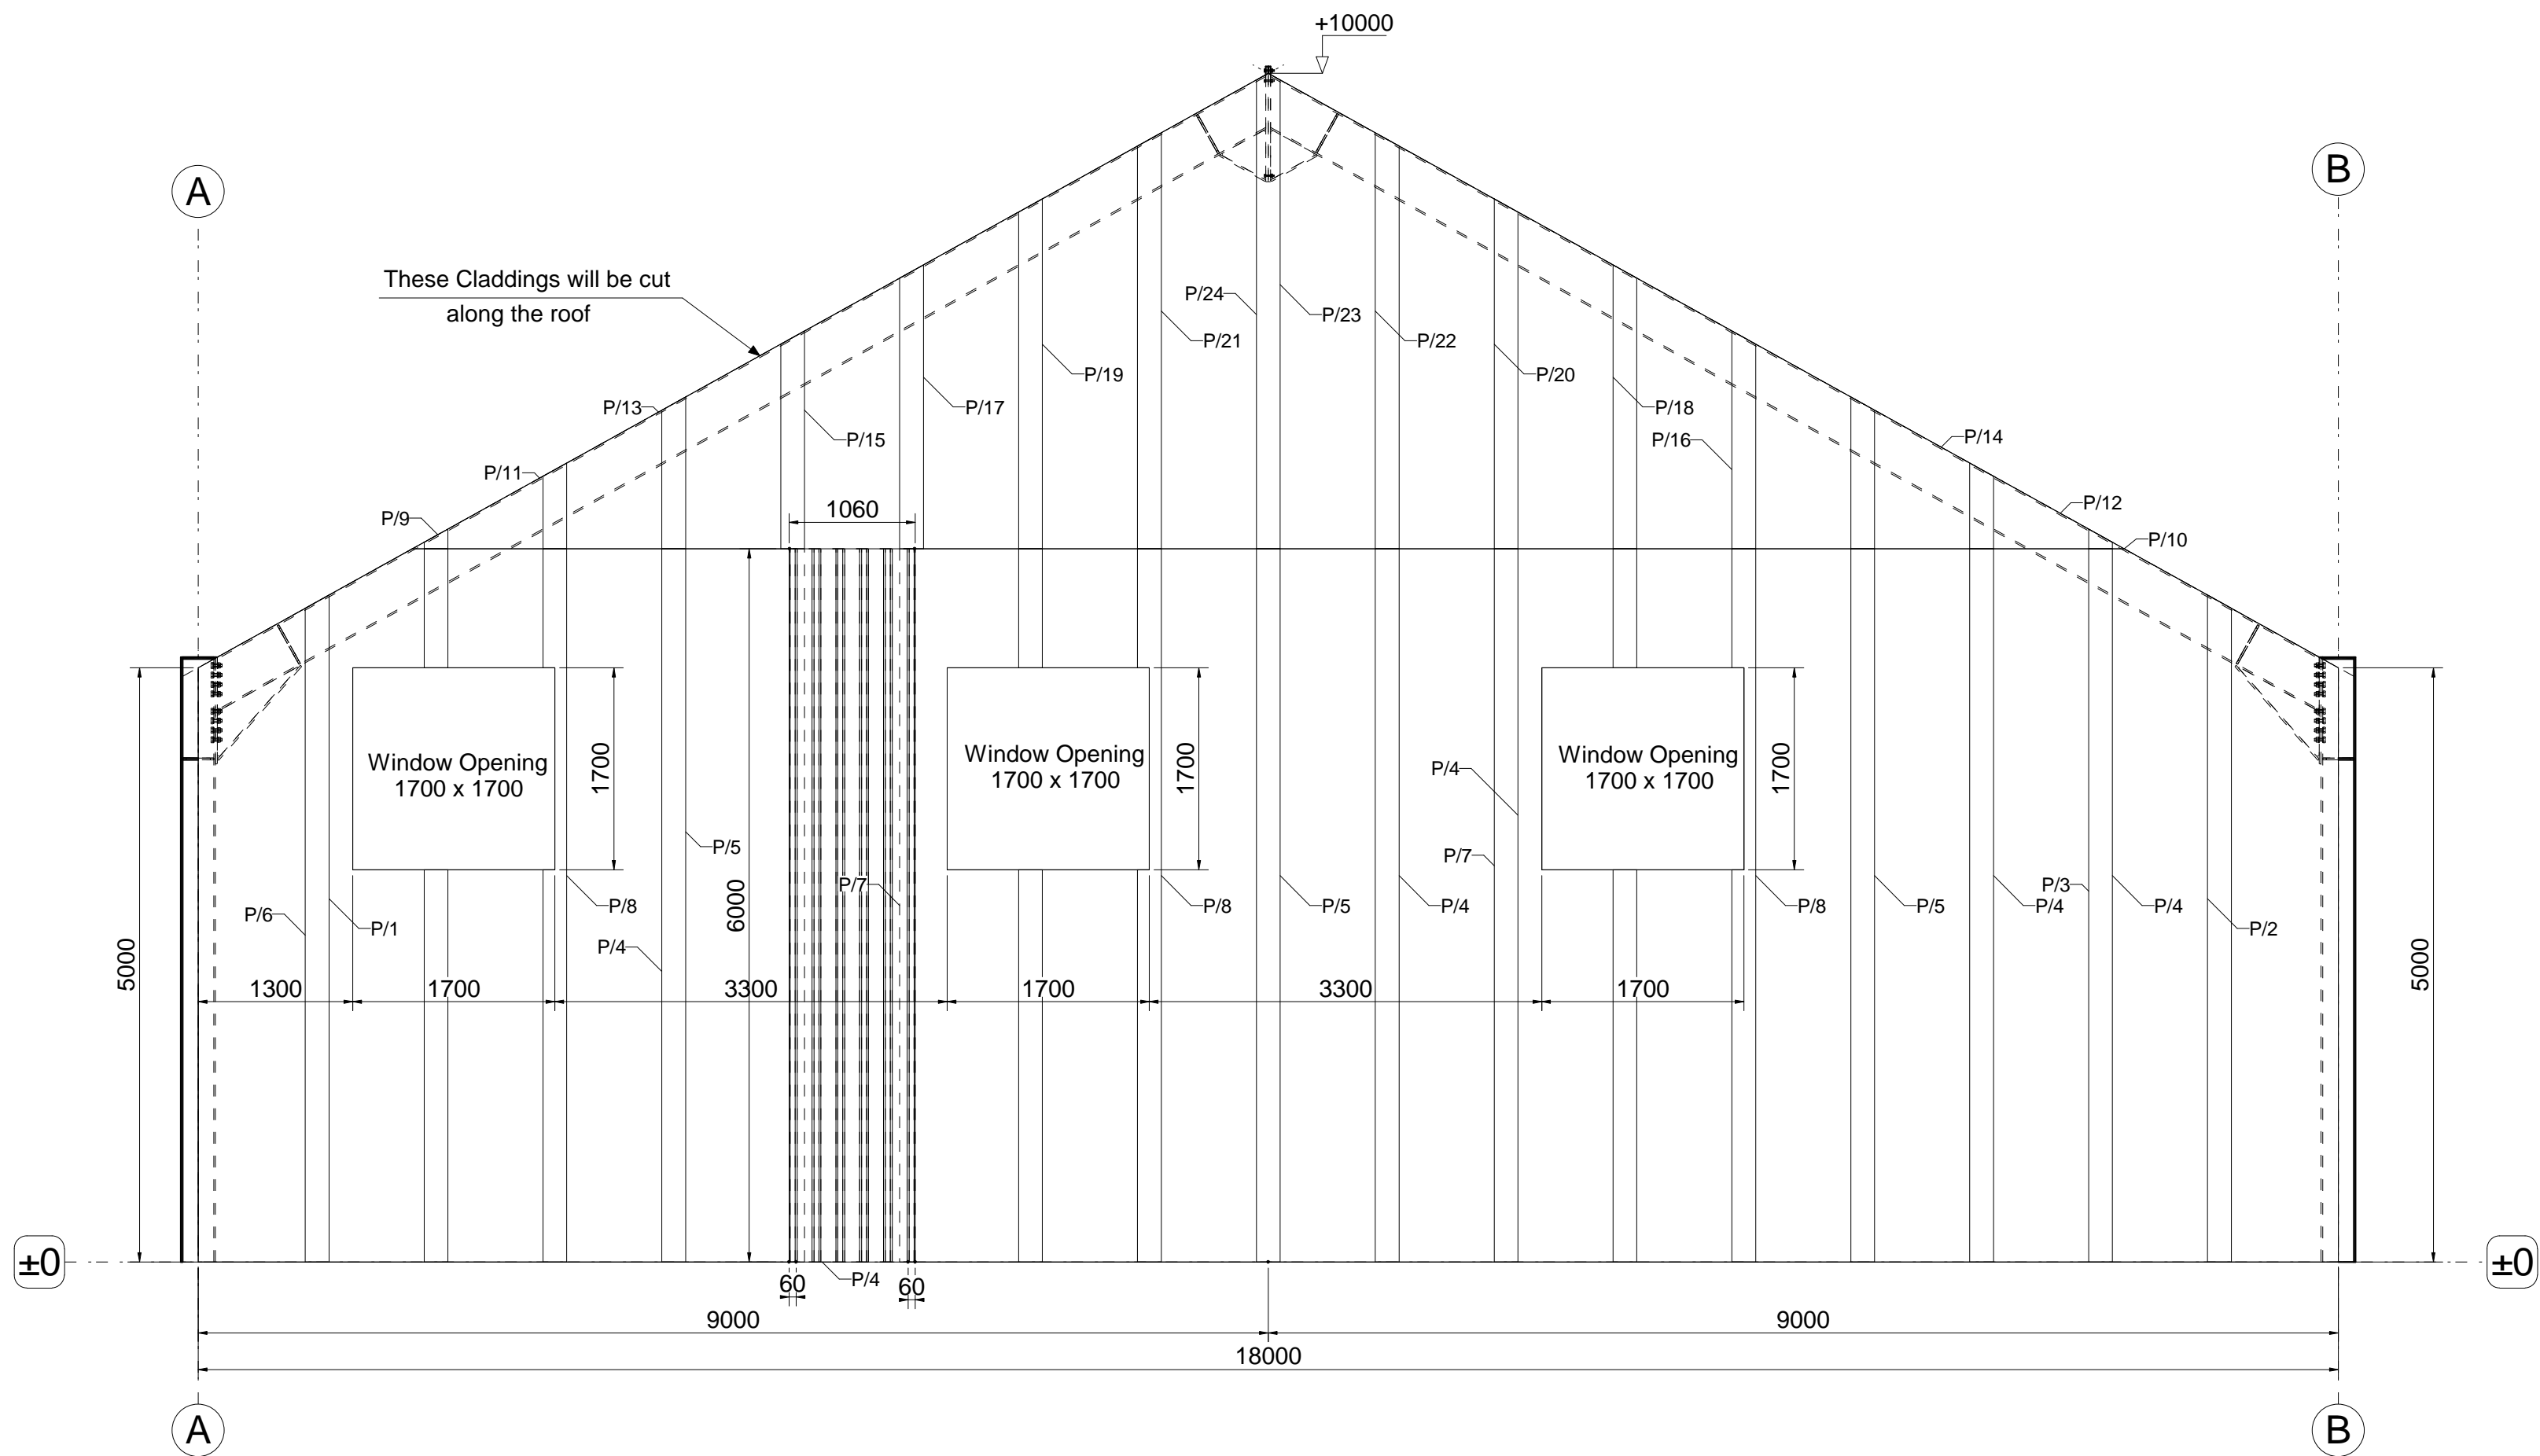 +10000
A
B
These Claddings will be cut
along the roof
P/24
P/23
P/21
P/22
P/19
P/20
P/13
P/17
P/18
P/15
P/16
P/14
P/11
P/12
P/9
1060
P/10
Window Opening
1700 x 1700
1700
Window Opening
1700 x 1700
1700
Window Opening
1700 x 1700
1700
P/4
P/5
P/7
P/7
6000
P/6
P/1
P/8
P/4
P/8
P/5
P/4
P/8
P/5
P/3
P/4
P/4
P/2
5000
5000
1300
1700
3300
1700
3300
1700
±0
±0
60
P/4
60
9000
9000
18000
A
B